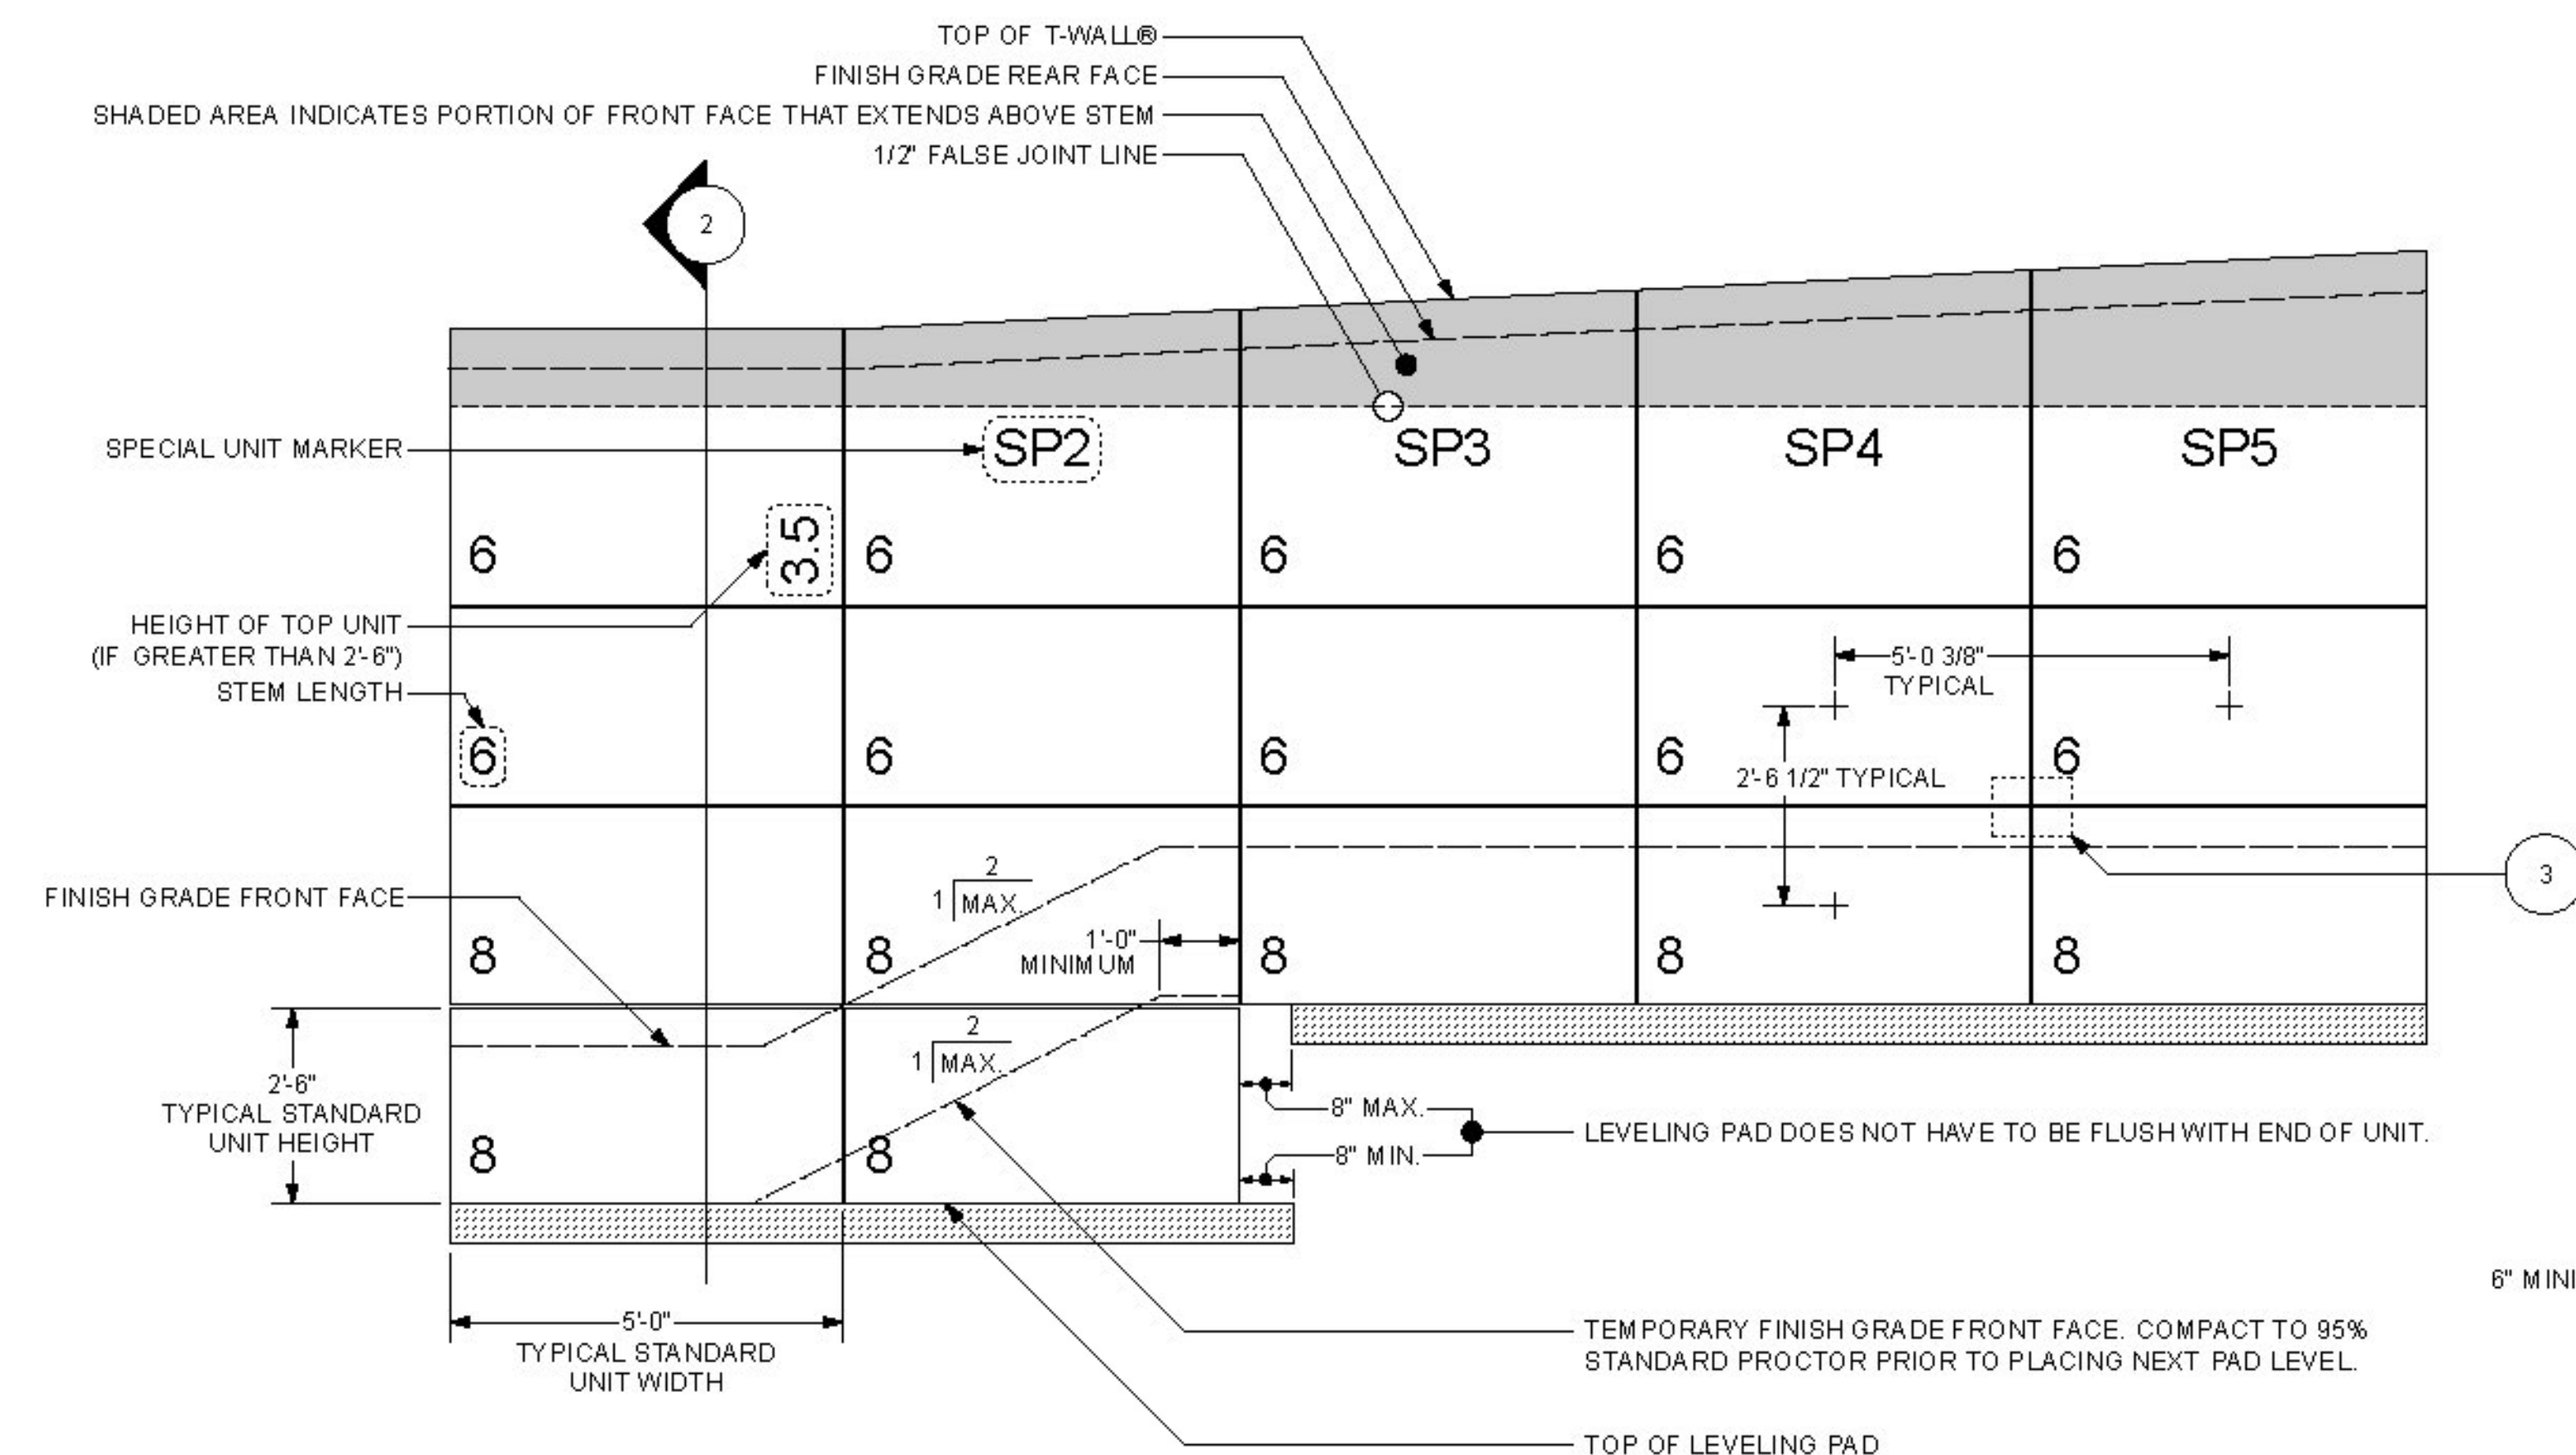 TOP OF T-WALL®
FINISH GRADE REAR FACE
SHADED AREA INDICATES PORTION OF FRONT FACE THAT EXTENDS ABOVE STEM
1/2" FALSE JOINT LINE
2
SPECIAL UNIT MARKER
SP2
SP3
SP4
SP5
6
3.5
6
6
6
6
HEIGHT OF TOP UNIT
(IF GREATER THAN 2'-6")
STEM LENGTH
5'-0 3/8"
TYPICAL
6
6
6
6
6
2'-6 1/2" TYPICAL
2
1
MAX.
3
FINISH GRADE FRONT FACE
1'-0"
MINIMUM
8
8
8
8
8
2
1
MAX.
2'-6"
TYPICAL STANDARD
UNIT HEIGHT
8
8
8" MAX.
LEVELING PAD DOES NOT HAVE TO BE FLUSH WITH END OF UNIT.
8" MIN.
6" MINI
5'-0"
TYPICAL STANDARD
UNIT WIDTH
TEMPORARY FINISH GRADE FRONT FACE. COMPACT TO 95%
STANDARD PROCTOR PRIOR TO PLACING NEXT PAD LEVEL.
TOP OF LEVELING PAD